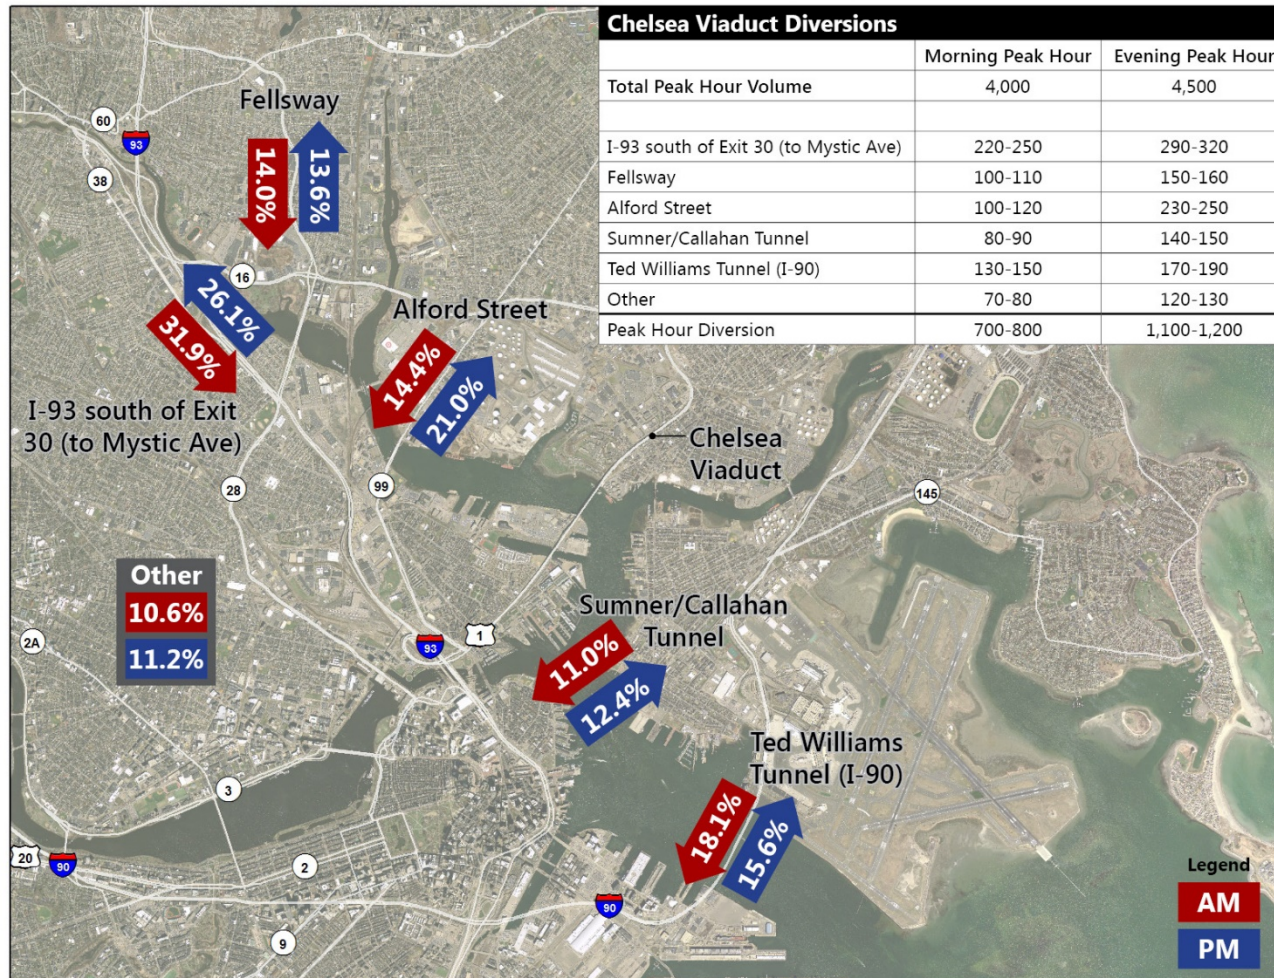 Chelsea Viaduct Diversions
Morning Peak Hour Evening Peak Hour
Total Peak Hour Volume 4,000 4,500
I-93 south of Exit 30 (to Mystic Ave) 220-250 290-320
Fellsway 100-110 150-160
Alford Street 100-120 230-250
Sumner/Callahan Tunnel 80-90 140-150
Ted Williams Tunnel (I-90) 130-150 170-190
Other 70-80 120-130
Peak Hour Diversion 700-800 1,100-1,200
Fellsway
14.0%
13.6%
60
93
38
16
26.1%
31.9%
Alford Street
14.4%
21.0%
I-93 south of Exit
30 (to Mystic Ave)
Chelsea
Viaduct
28
99
145
Other
10.6%
11.2%
2A
93
1
Sumner/Callahan
Tunnel
11.0%
12.4%
Ted Williams
Tunnel (I-90)
18.1%
15.6%
3
20
90
2
90
9
Legend
AM
PM